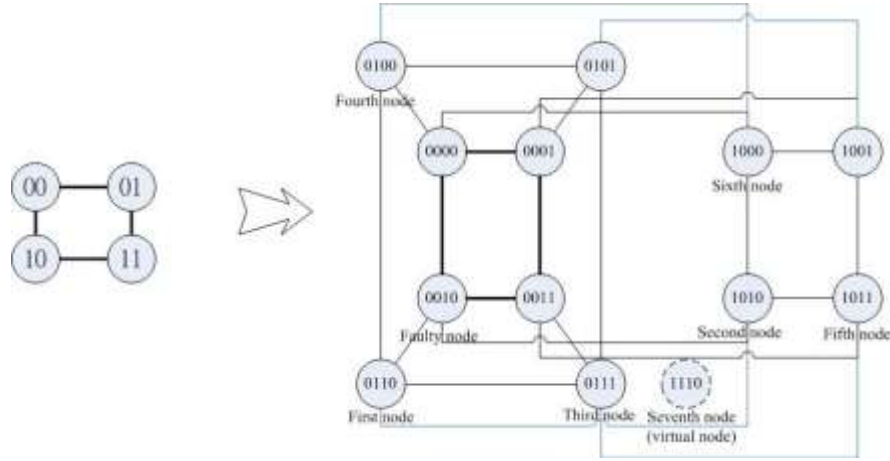 0100
0101
Fourth node
0000
0001
1000
1001
Sixth node
00
01
10
11
0010
0011
1010
1011
Faulty node
Second node
Fifth node
0110
0111
1110
First node
Third node
Seventh node
(virtual node)